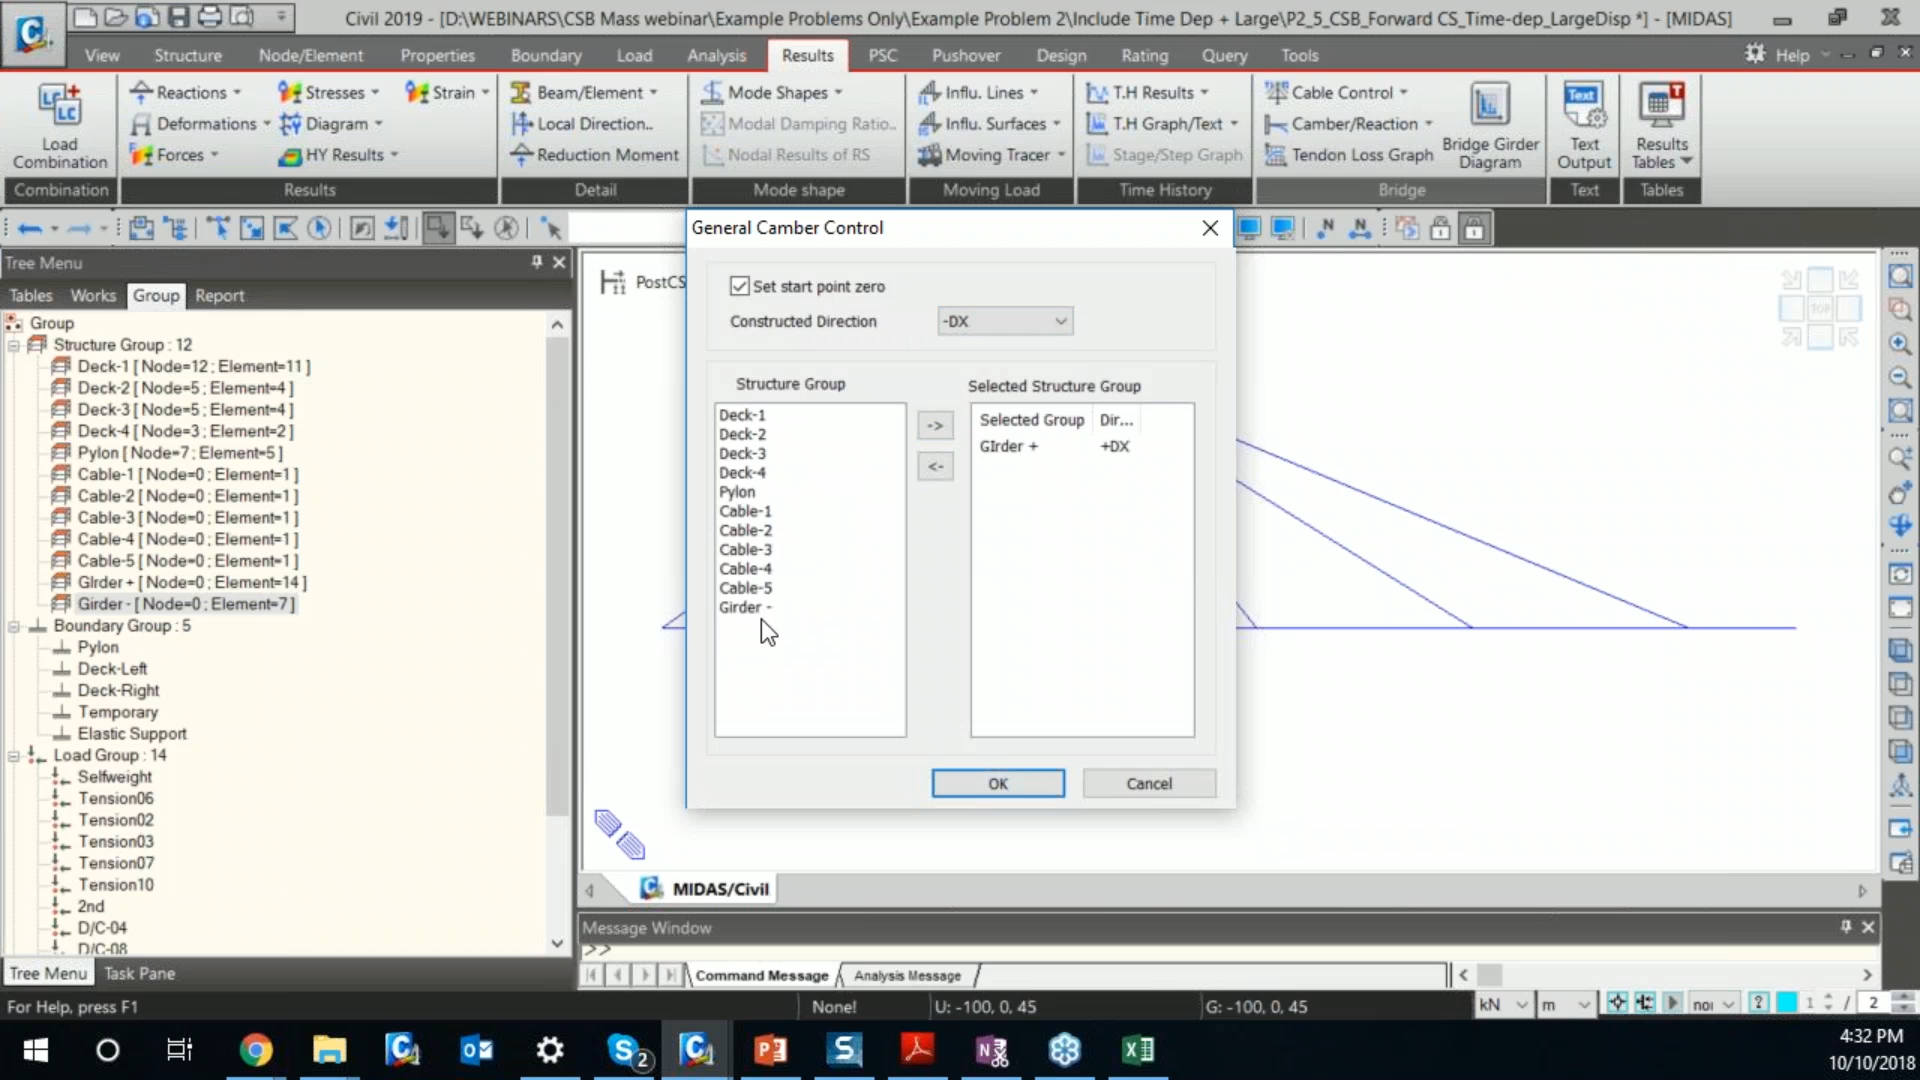 Civil 2019 - [D:\WEBINARS\CSB Mass webinar\Example Problems Only\Example Problem 2\Include Time Dep + Large\P2_5_CSB_Forward CS_Time-dep_LargeDisp *] - [MIDAS]
View Structure Node/Element Properties Boundary Load Analysis Results PSC Pushover Design Rating Query Tools Help
LC LC
Load Combination
Combination
Reactions
Deformations
Forces
Stresses
Diagram
HY Results
Strain
Results
Beam/Element
Local Direction..
Reduction Moment
Detail
Mode Shapes
Modal Damping Ratio..
Nodal Results of RS
Mode shape
Influ. Lines
Influ. Surfaces
Moving Tracer
Moving Load
T.H Results
T.H Graph/Text
Stage/Step Graph
Time History
Cable Control
Camber/Reaction
Tendon Loss Graph
Bridge Girder Diagram
Bridge
Text
Text Output
Text
Results Tables
Tables
Tree Menu
Tables Works Group Report
Group
Structure Group : 12
Deck-1 [ Node=12 ; Element=11 ]
Deck-2 [ Node=5 ; Element=4 ]
Deck-3 [ Node=5 ; Element=4 ]
Deck-4 [ Node=3 ; Element=2 ]
Pylon [ Node=7 ; Element=5 ]
Cable-1 [ Node=0 ; Element=1 ]
Cable-2 [ Node=0 ; Element=1 ]
Cable-3 [ Node=0 ; Element=1 ]
Cable-4 [ Node=0 ; Element=1 ]
Cable-5 [ Node=0 ; Element=1 ]
GIrder + [ Node=0 ; Element=14 ]
Girder - [ Node=0 ; Element=7 ]
Boundary Group : 5
Pylon
Deck-Left
Deck-Right
Temporary
Elastic Support
Load Group : 14
Selfweight
Tension06
Tension02
Tension03
Tension07
Tension10
2nd
D/C-04
D/C-08
Tree Menu Task Pane
PostCS
General Camber Control
Set start point zero
Constructed Direction -DX
Structure Group
Deck-1
Deck-2
Deck-3
Deck-4
Pylon
Cable-1
Cable-2
Cable-3
Cable-4
Cable-5
Girder -
->
<-
Selected Structure Group
Selected Group Dir...
GIrder + +DX
OK Cancel
TOP
MIDAS/Civil
Message Window
>>
Command Message Analysis Message
For Help, press F1 None! U: -100, 0, 45 G: -100, 0, 45 kN m nor ? 1 / 2
2
4:32 PM
10/10/2018